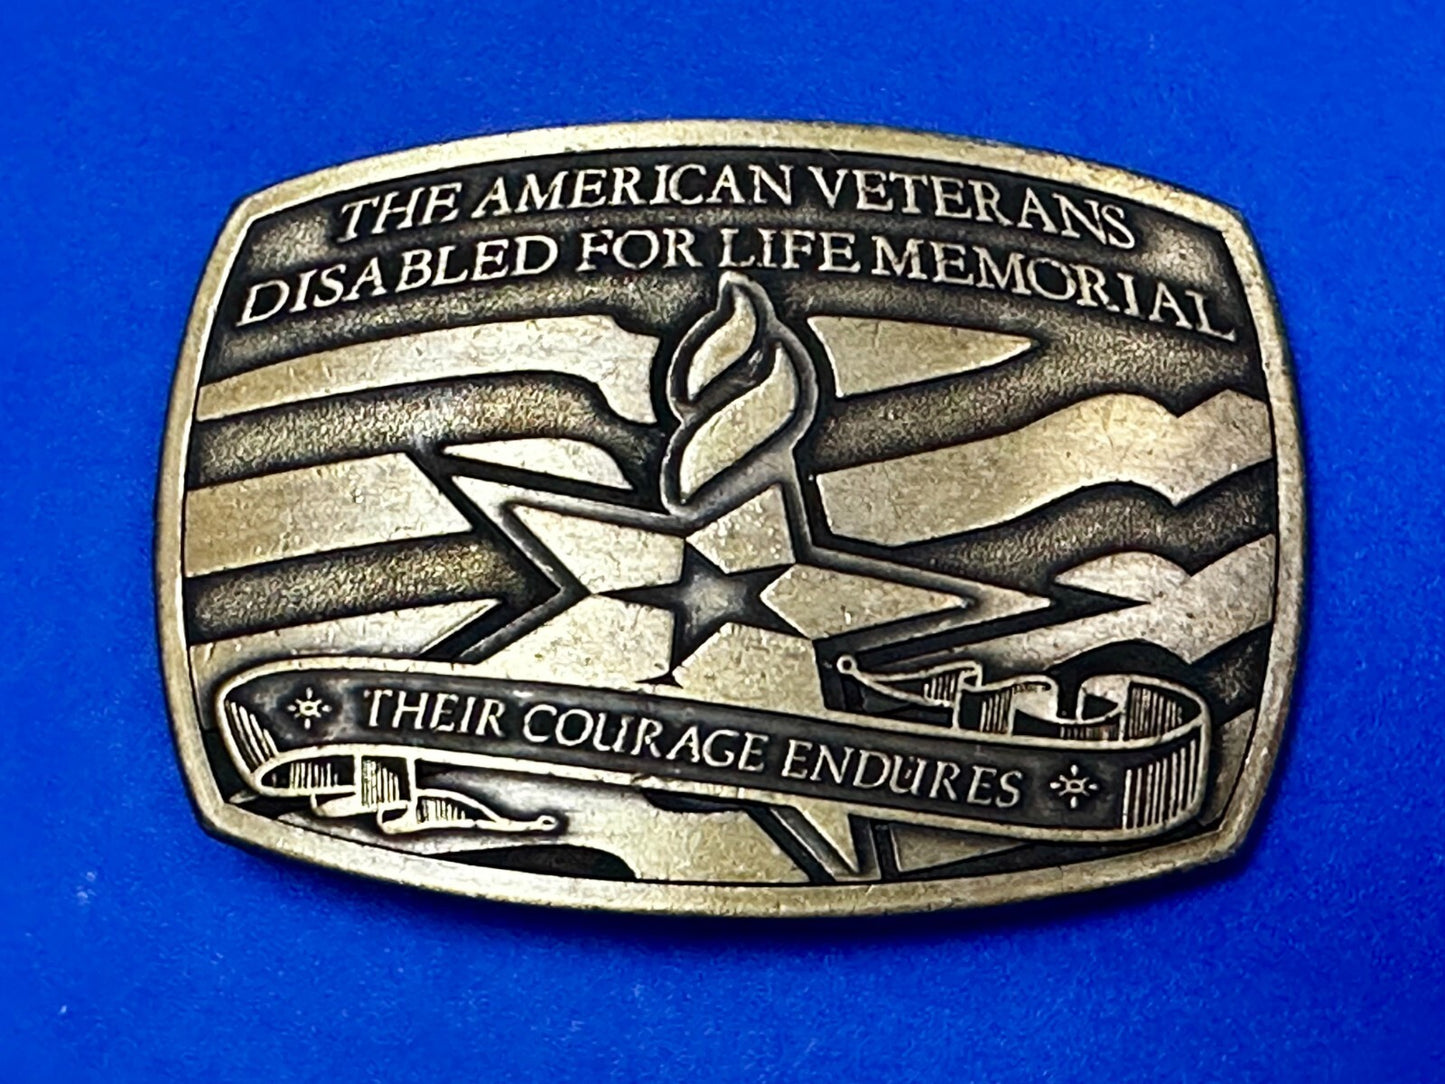 THE AMERICAN VETERANS
DISABLED FOR LIFE MEMORIAL
THEIR COURAGE ENDURES